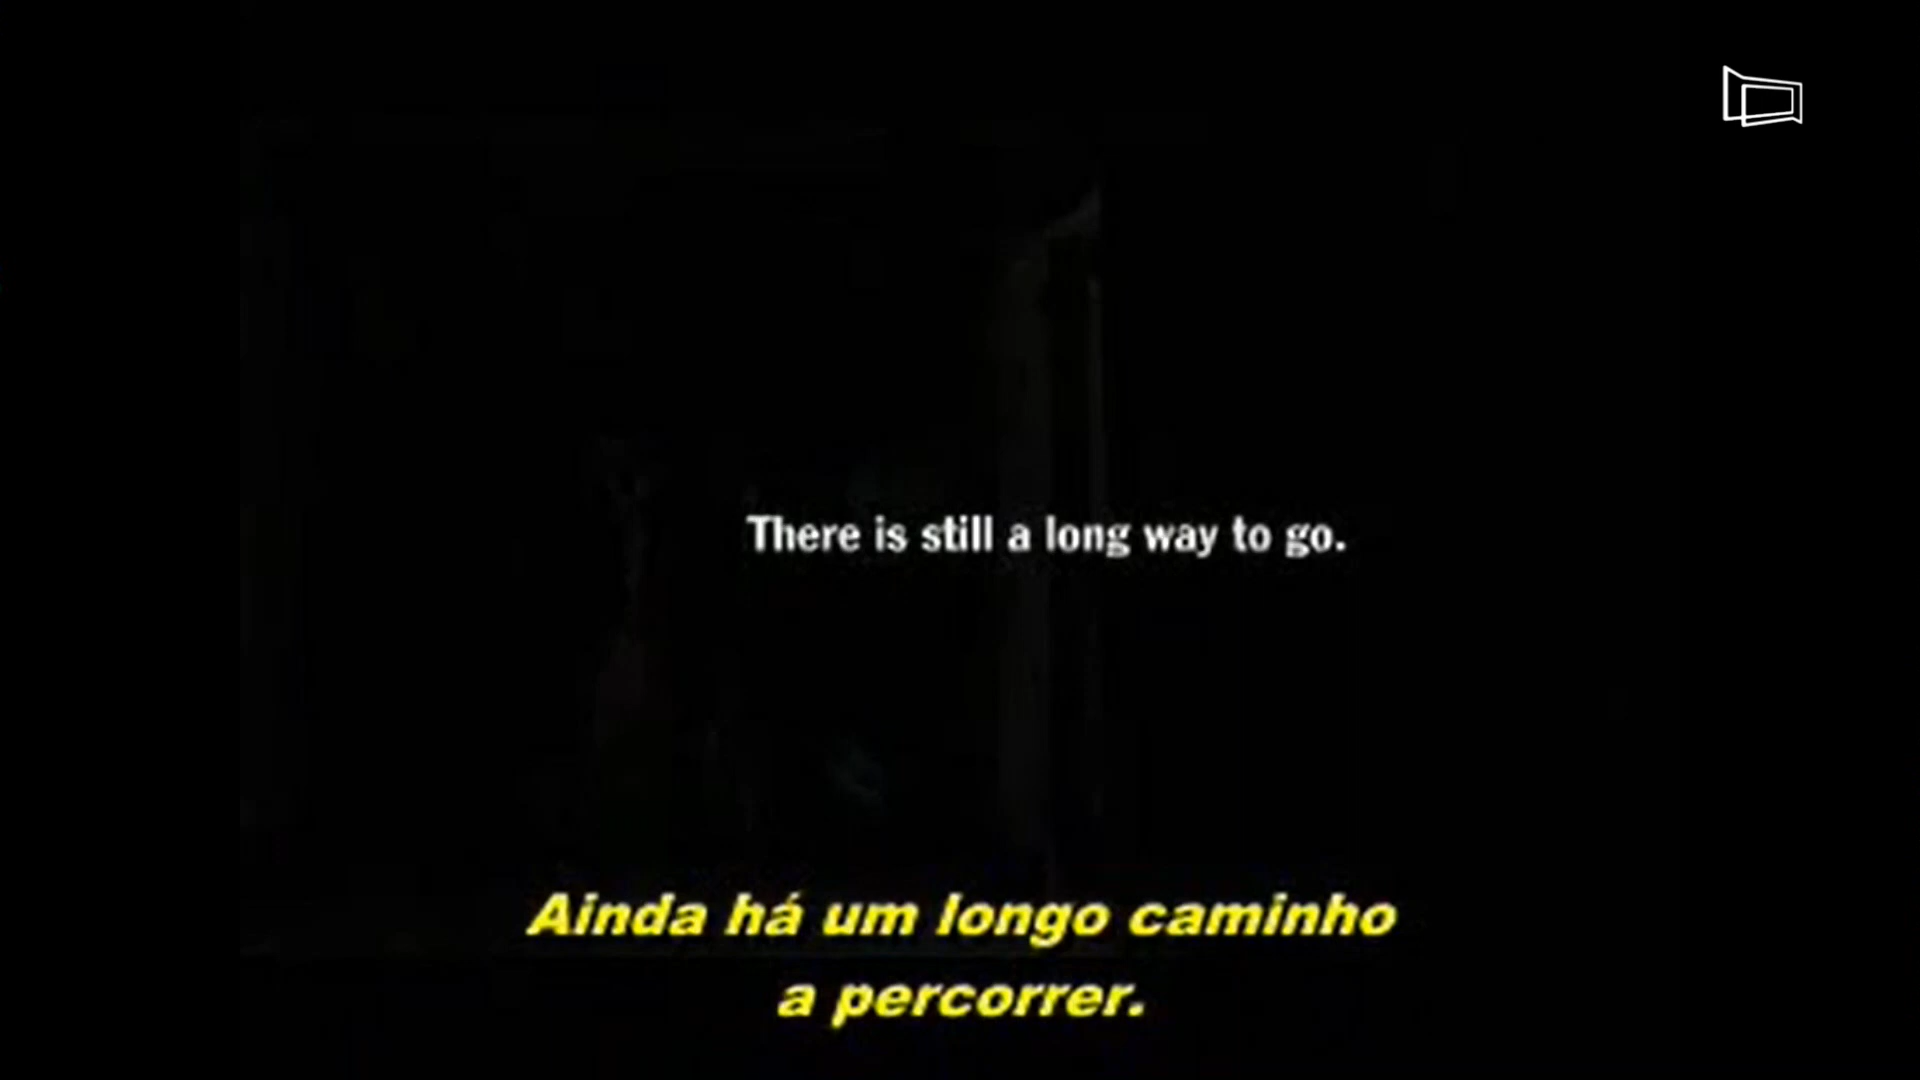 There is still a long way to go.
Ainda há um longo caminho
a percorrer.